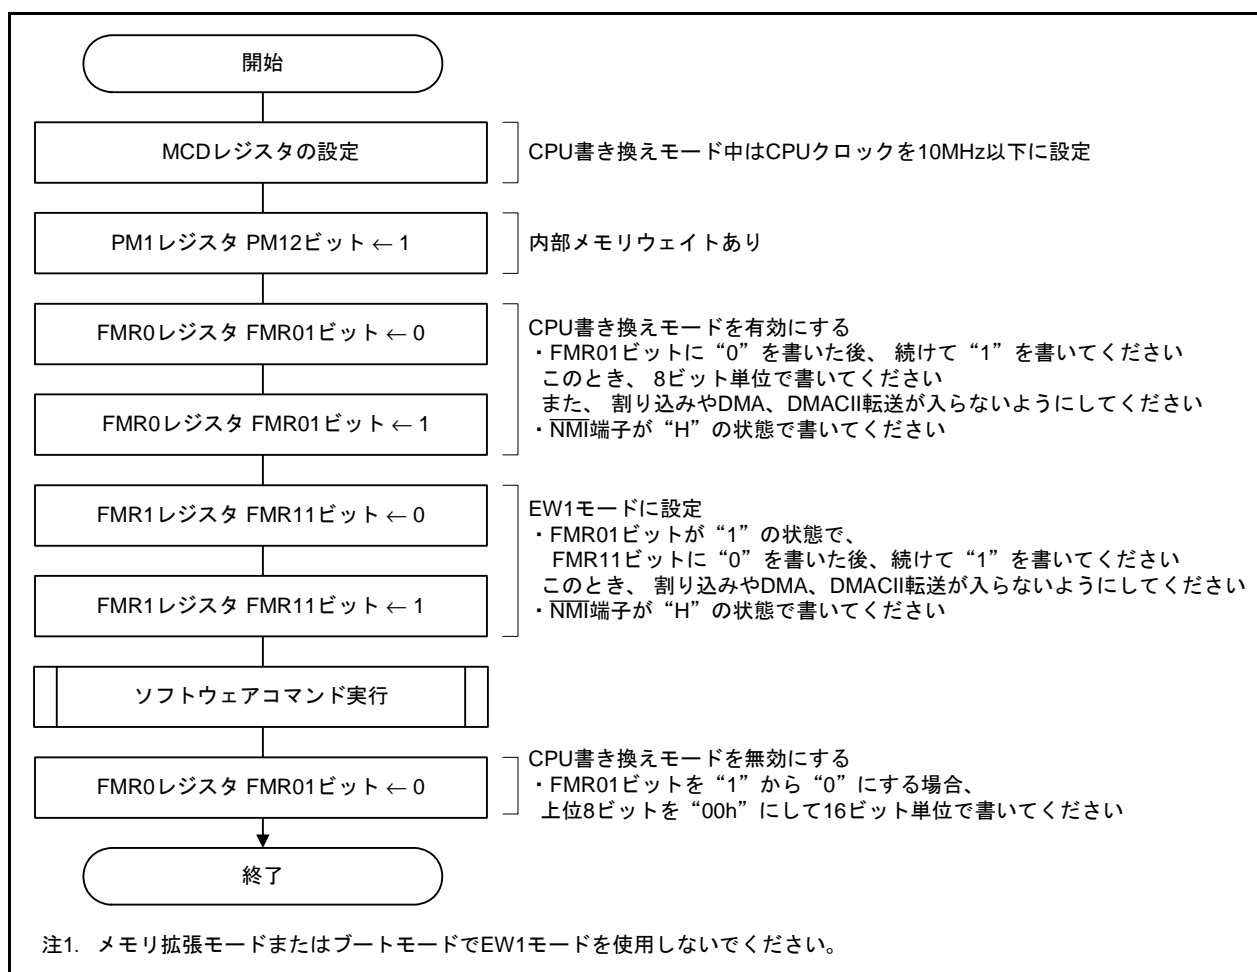 開始
MCDレジスタの設定
CPU書き換えモード中はCPUクロックを10MHz以下に設定
PM1レジスタ PM12ビット ← 1
内部メモリウェイトあり
FMR0レジスタ FMR01ビット ← 0
FMR0レジスタ FMR01ビット ← 1
CPU書き換えモードを有効にする
・FMR01ビットに“0”を書いた後、 続けて“1”を書いてください
このとき、 8ビット単位で書いてください
また、 割り込みやDMA、DMACII転送が入らないようにしてください
・NMI端子が“H”の状態で書いてください
FMR1レジスタ FMR11ビット ← 0
FMR1レジスタ FMR11ビット ← 1
EW1モードに設定
・FMR01ビットが“1”の状態で、
FMR11ビットに“0”を書いた後、続けて“1”を書いてください
このとき、 割り込みやDMA、DMACII転送が入らないようにしてください
・NMI端子が“H”の状態で書いてください
ソフトウェアコマンド実行
FMR0レジスタ FMR01ビット ← 0
CPU書き換えモードを無効にする
・FMR01ビットを“1”から“0”にする場合、
上位8ビットを“00h”にして16ビット単位で書いてください
終了
注1. メモリ拡張モードまたはブートモードでEW1モードを使用しないでください。